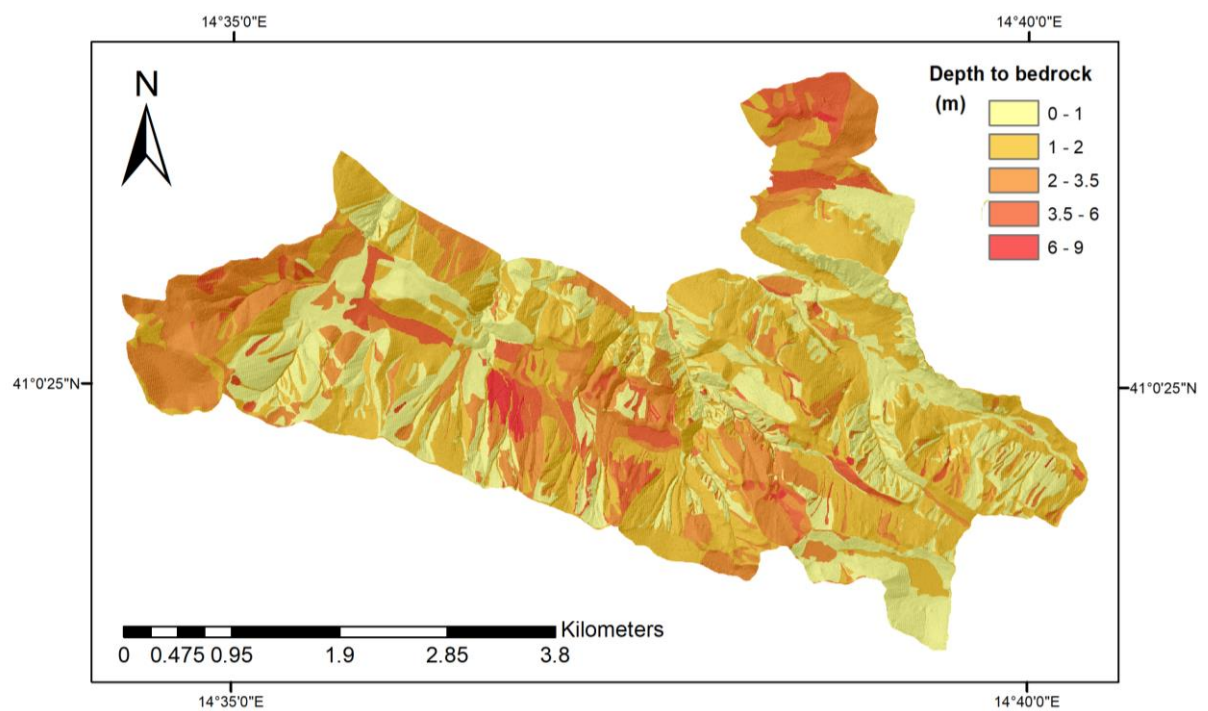 14°35'0"E 14°40'0"E
N
Depth to bedrock
(m)
0 - 1
1 - 2
2 - 3.5
3.5 - 6
6 - 9
41°0'25"N 41°0'25"N
Kilometers
0 0.475 0.95 1.9 2.85 3.8
14°35'0"E 14°40'0"E